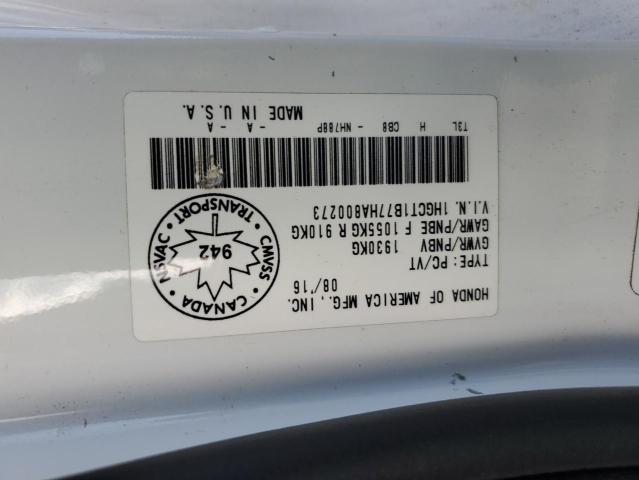 HONDA OF AMERICA MFG., INC.
08/'16
TYPE: PC/VT
GVWR/PNBV 1930KG
GAWR/PNBE F 1055KG R 910KG
V.I.N. 1HGCT1B77HA800273
T3L H CB8 - NH788P - A - A
MADE IN U.S.A.
CANADA • NSVAC • TRANSPORT • CMVSS •
942